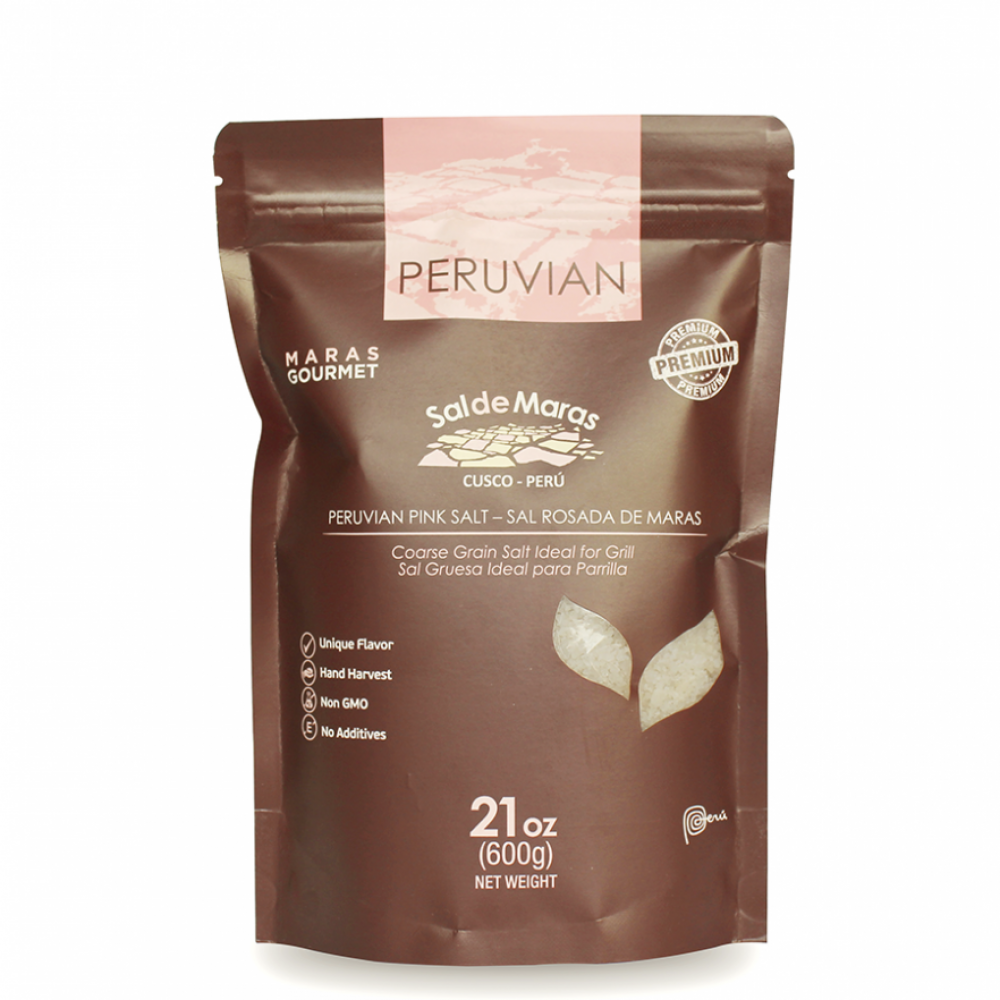 PERUVIAN
MARAS
GOURMET
PREMIUM
PREMIUM
PREMIUM
Sal de Maras
CUSCO - PERÚ
PERUVIAN PINK SALT – SAL ROSADA DE MARAS
Coarse Grain Salt Ideal for Grill
Sal Gruesa Ideal para Parrilla
Unique Flavor
Hand Harvest
Non GMO
E No Additives
21 oz
(600g)
NET WEIGHT
Perú